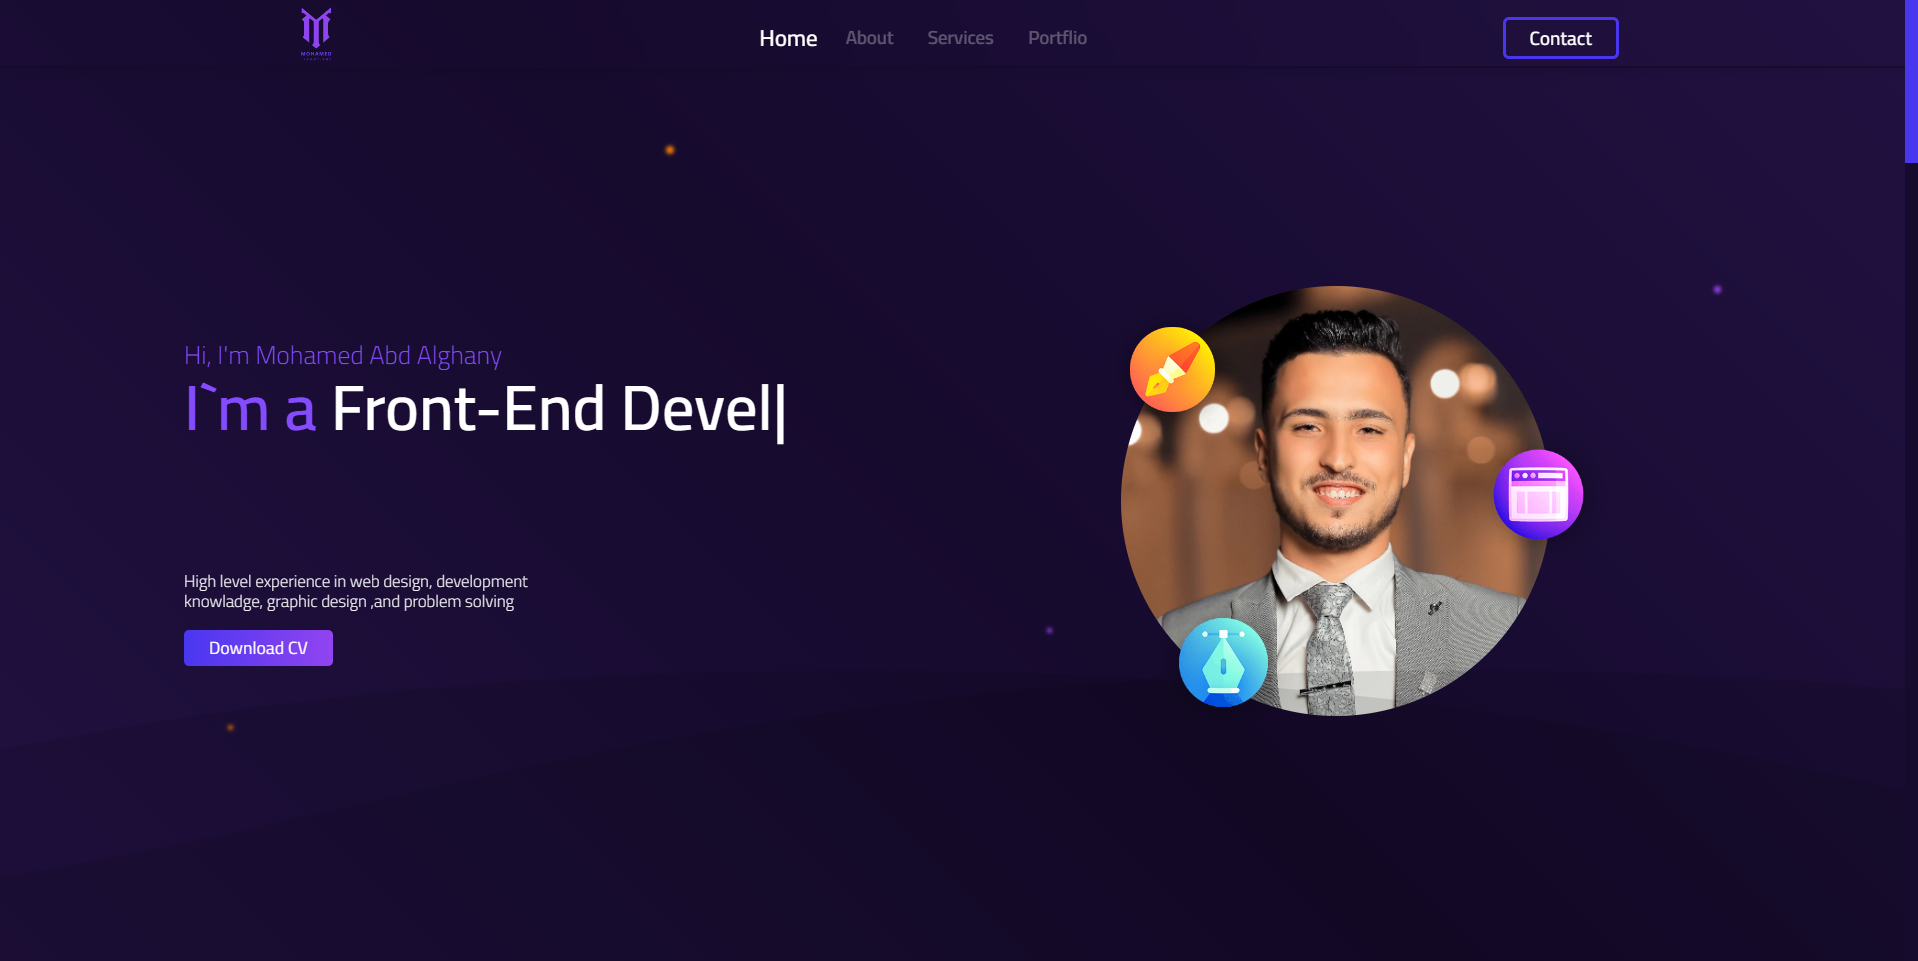 MOHAMED
Home
About
Services
Portflio
Contact
Hi, I'm Mohamed Abd Alghany
I`m a Front-End Devel|
High level experience in web design, development
knowladge, graphic design ,and problem solving
Download CV